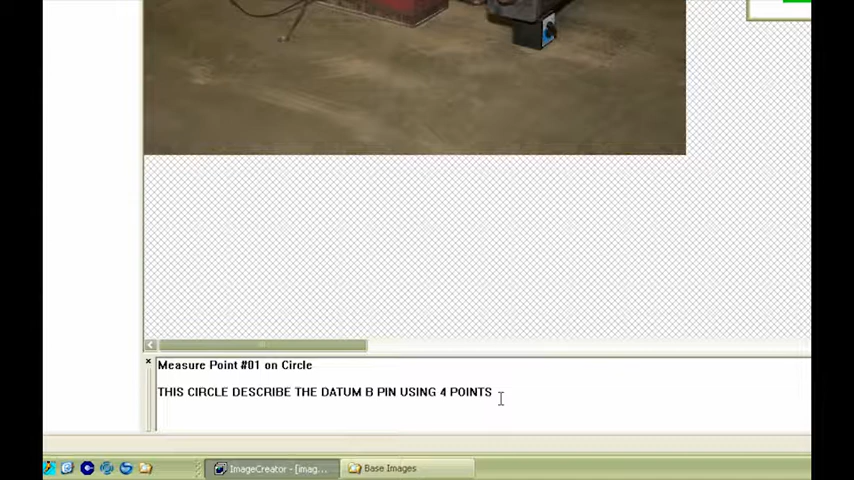 Measure Point #01 on Circle
THIS CIRCLE DESCRIBE THE DATUM B PIN USING 4 POINTS
ImageCreator - [imag...
Base Images